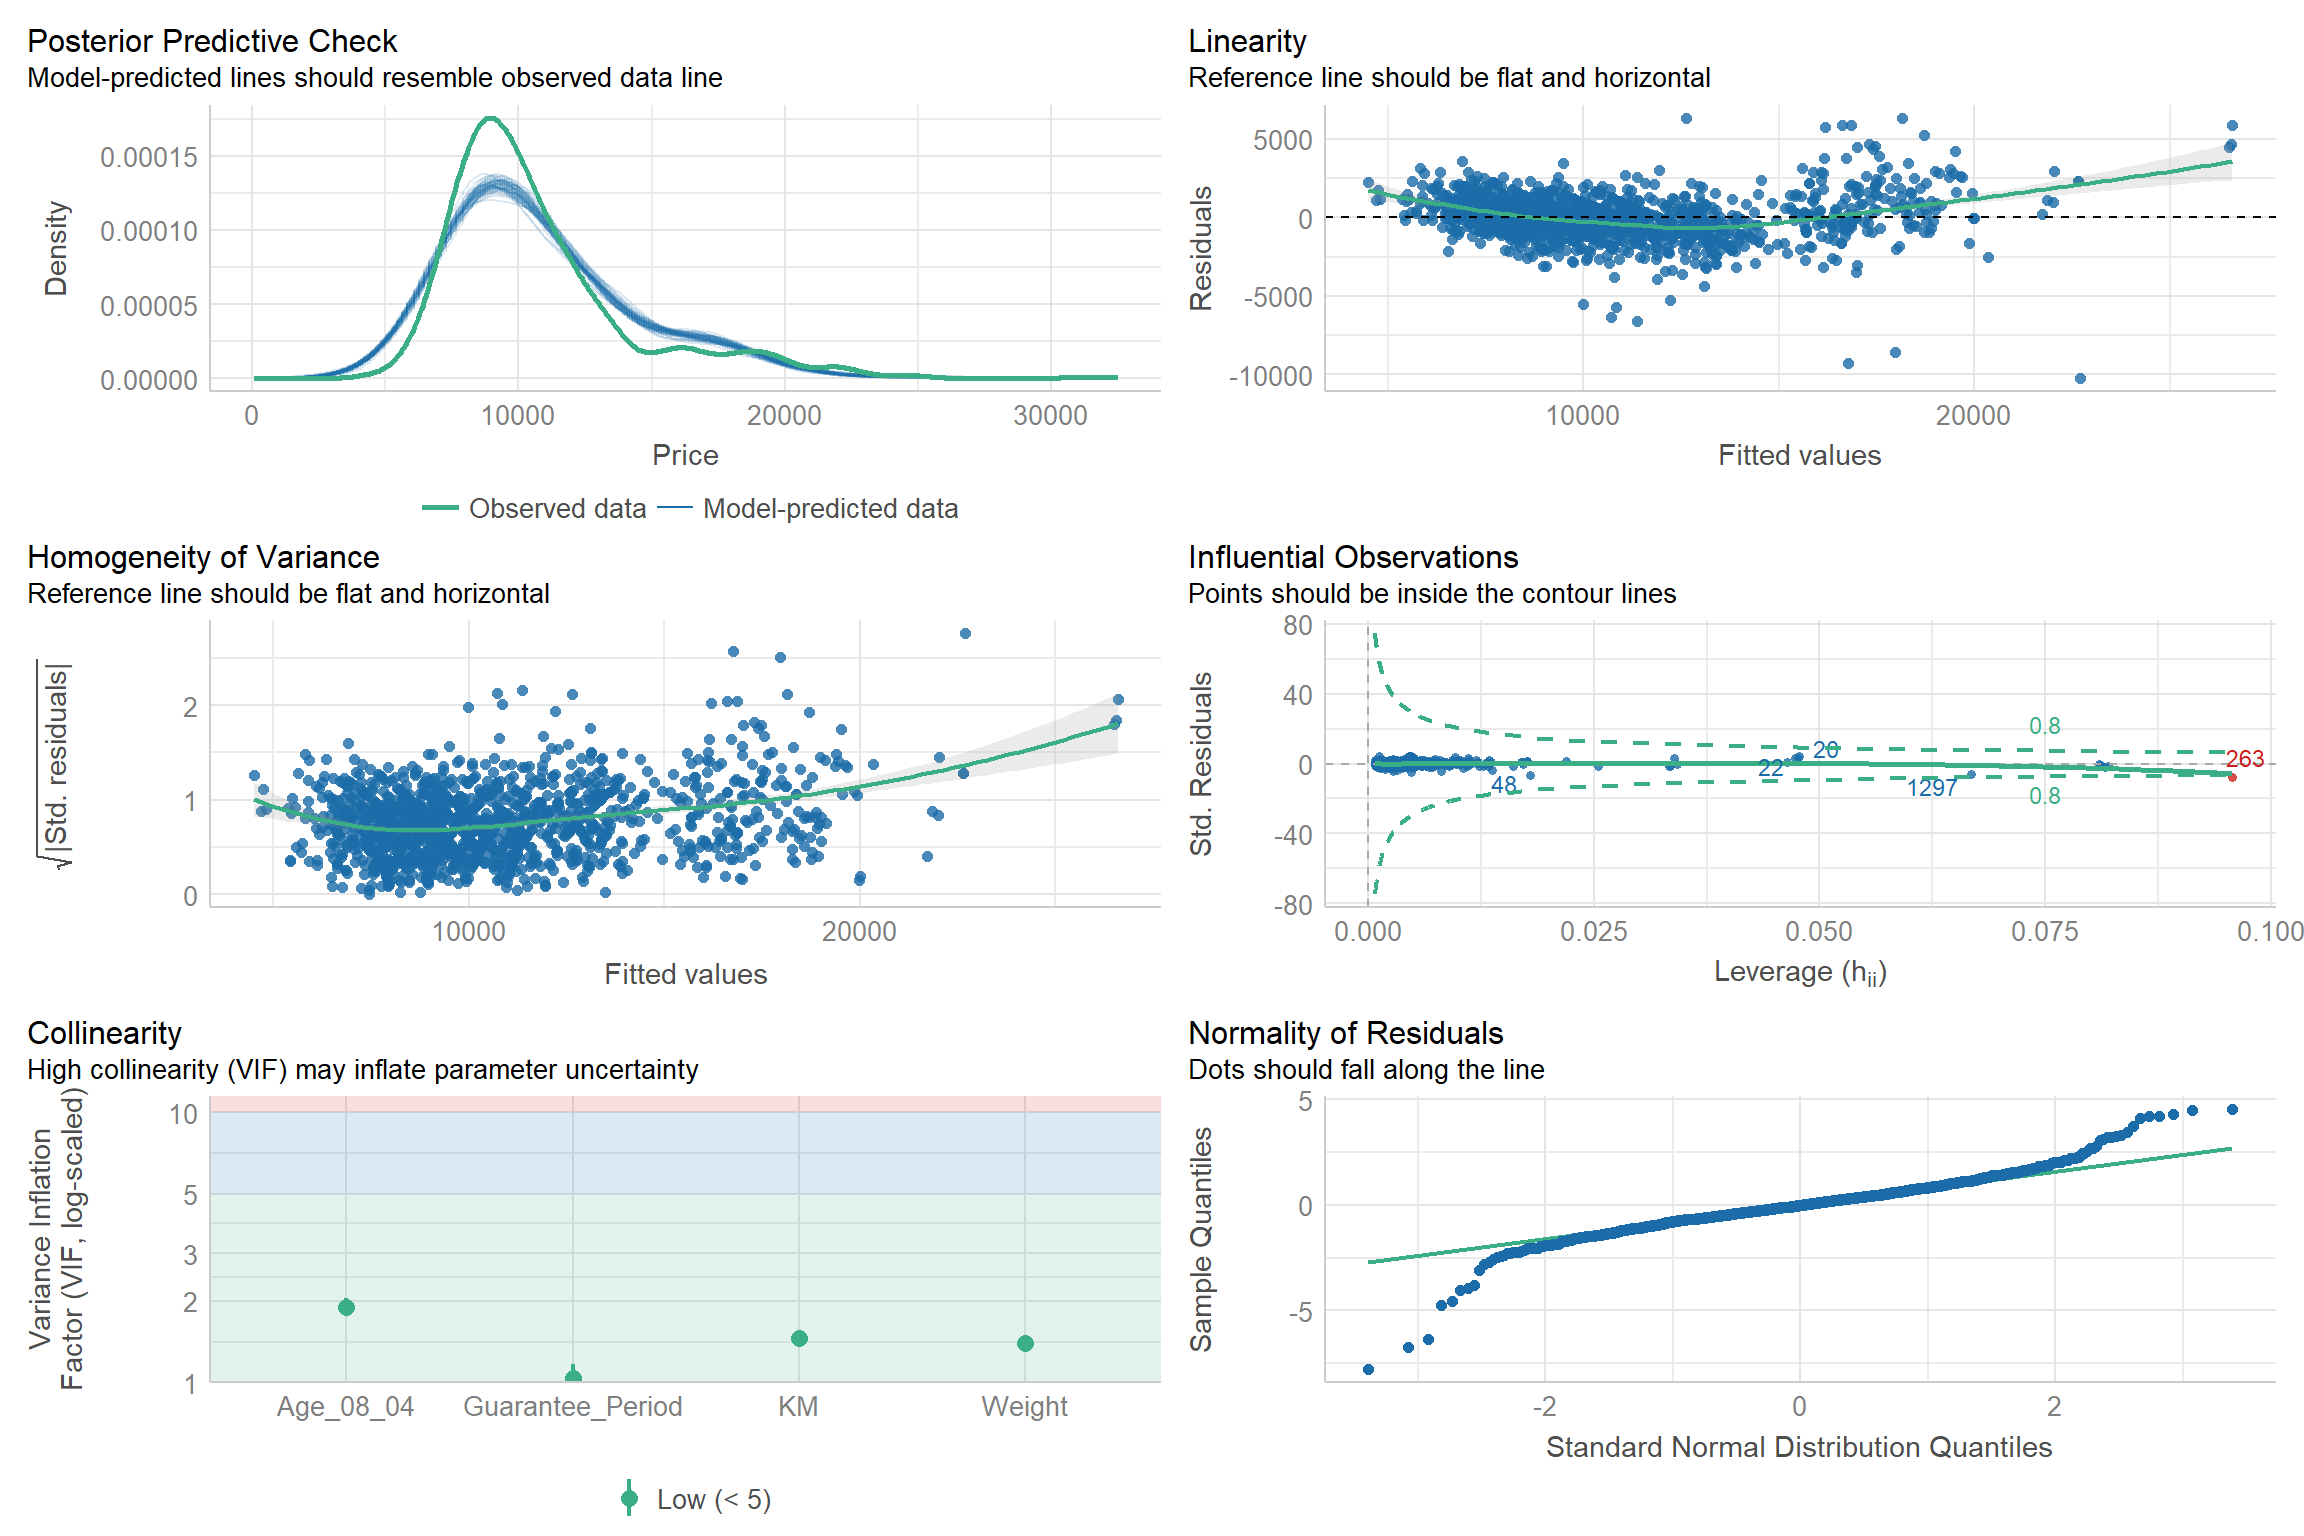 Posterior Predictive Check
Model-predicted lines should resemble observed data line
Density
0.00015
0.00010
0.00005
0.00000
0
10000
20000
30000
Price
Observed data
Model-predicted data
Linearity
Reference line should be flat and horizontal
Residuals
5000
0
-5000
-10000
10000
20000
Fitted values
Homogeneity of Variance
Reference line should be flat and horizontal
√|Std. residuals|
2
1
0
10000
20000
Fitted values
Influential Observations
Points should be inside the contour lines
Std. Residuals
80
40
0
-40
-80
0.8
20
263
22
48
1297
0.8
0.000
0.025
0.050
0.075
0.100
Leverage (hii)
Collinearity
High collinearity (VIF) may inflate parameter uncertainty
Variance Inflation
Factor (VIF, log-scaled)
10
5
3
2
1
Age_08_04
Guarantee_Period
KM
Weight
Low (< 5)
Normality of Residuals
Dots should fall along the line
Sample Quantiles
5
0
-5
-2
0
2
Standard Normal Distribution Quantiles